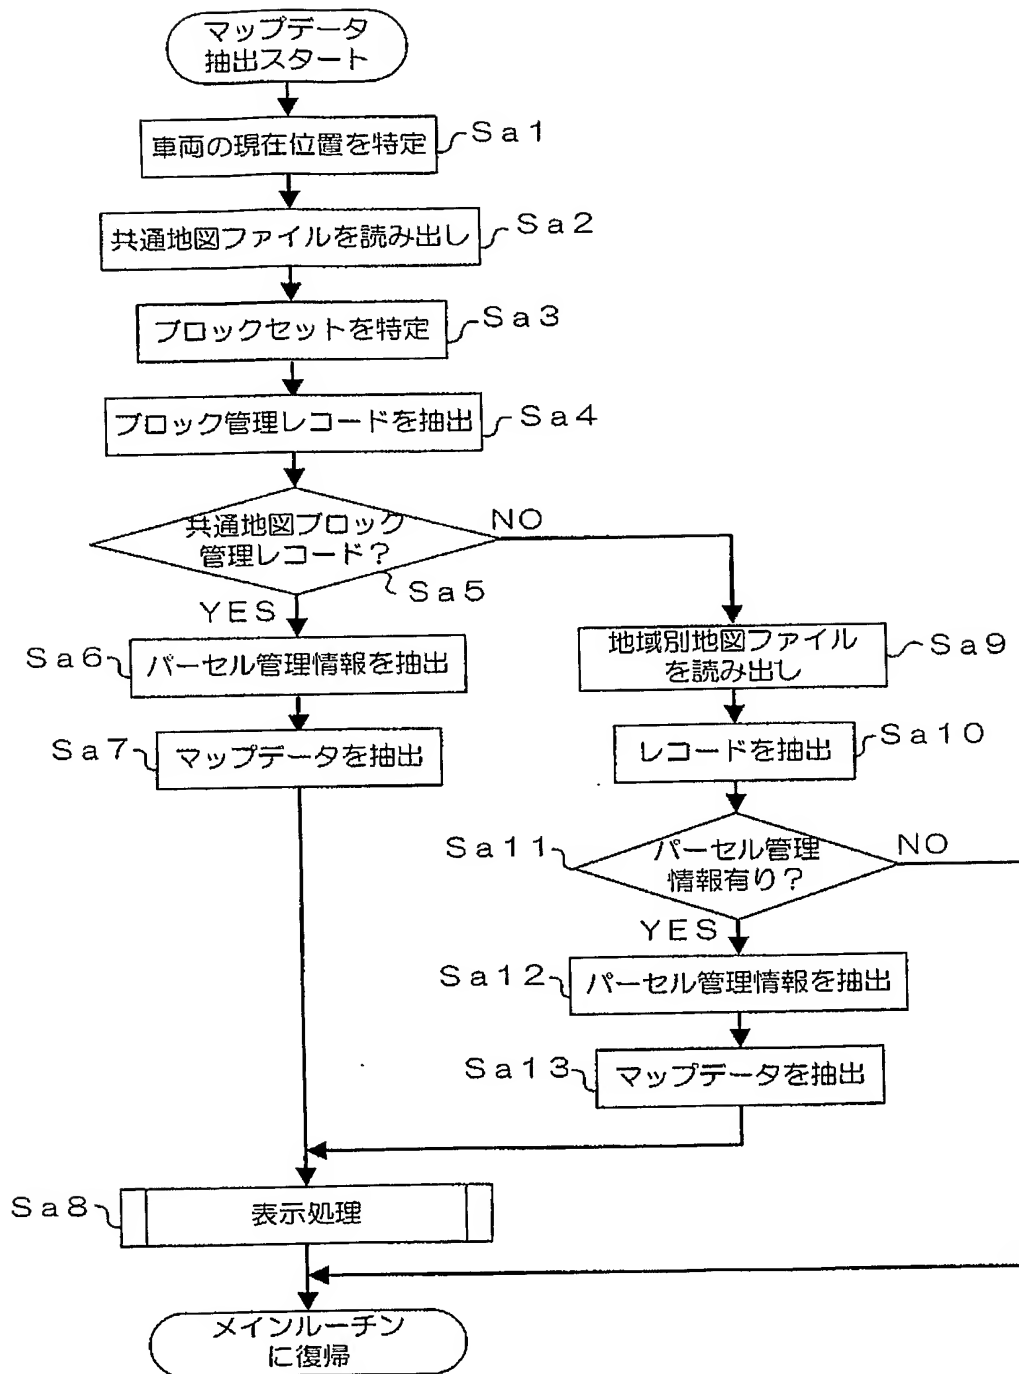 マップデータ
抽出スタート
車両の現在位置を特定
Sa1
共通地図ファイルを読み出し
Sa2
ブロックセットを特定
Sa3
ブロック管理レコードを抽出
Sa4
共通地図ブロック
管理レコード?
NO
Sa5
YES
Sa6
パーセル管理情報を抽出
地域別地図ファイル
を読み出し
Sa9
Sa7
マップデータを抽出
レコードを抽出
Sa10
Sa11
パーセル管理
情報有り?
NO
YES
Sa12
パーセル管理情報を抽出
Sa13
マップデータを抽出
Sa8
表示処理
メインルーチン
に復帰